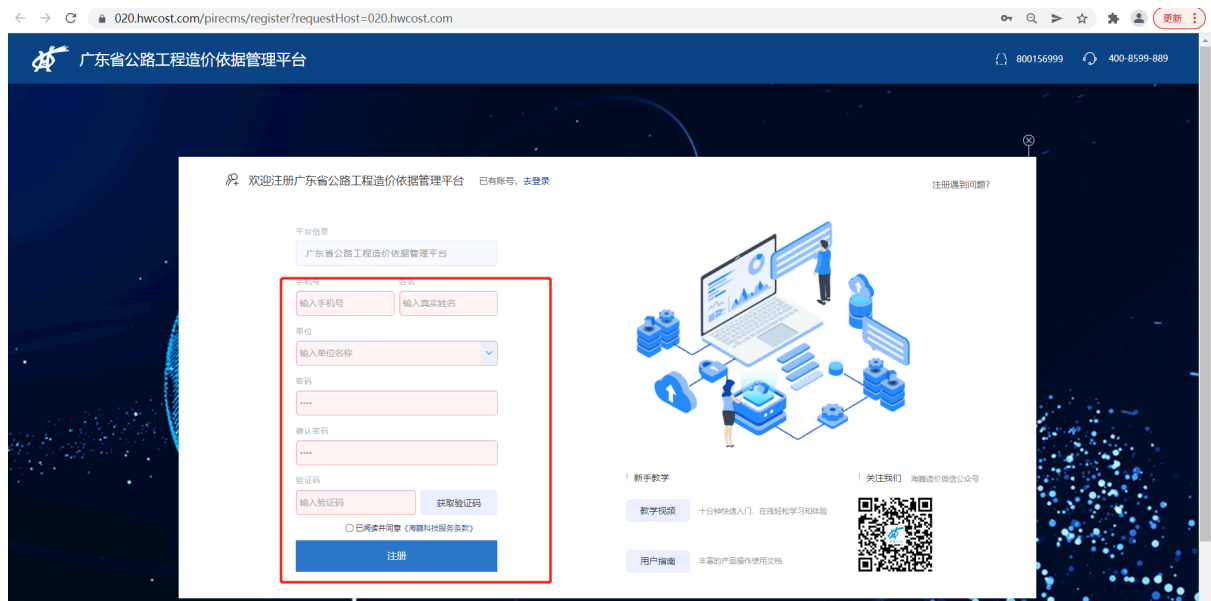 020.hwcost.com/pirecms/register?requestHost=020.hwcost.com
更新
广东省公路工程造价依据管理平台
800156999
400-8599-889
欢迎注册广东省公路工程造价依据管理平台 已有账号，去登录
注册遇到问题?
平台信息
广东省公路工程造价依据管理平台
手机号 姓名
输入手机号 输入真实姓名
单位
输入单位名称
密码
····
确认密码
····
验证码
输入验证码 获取验证码
已阅读并同意《海巍科技服务条款》
注册
新手教学
教学视频 十分钟快速入门，在线轻松学习和体验
用户指南 丰富的产品操作使用文档
关注我们 海巍造价微信公众号